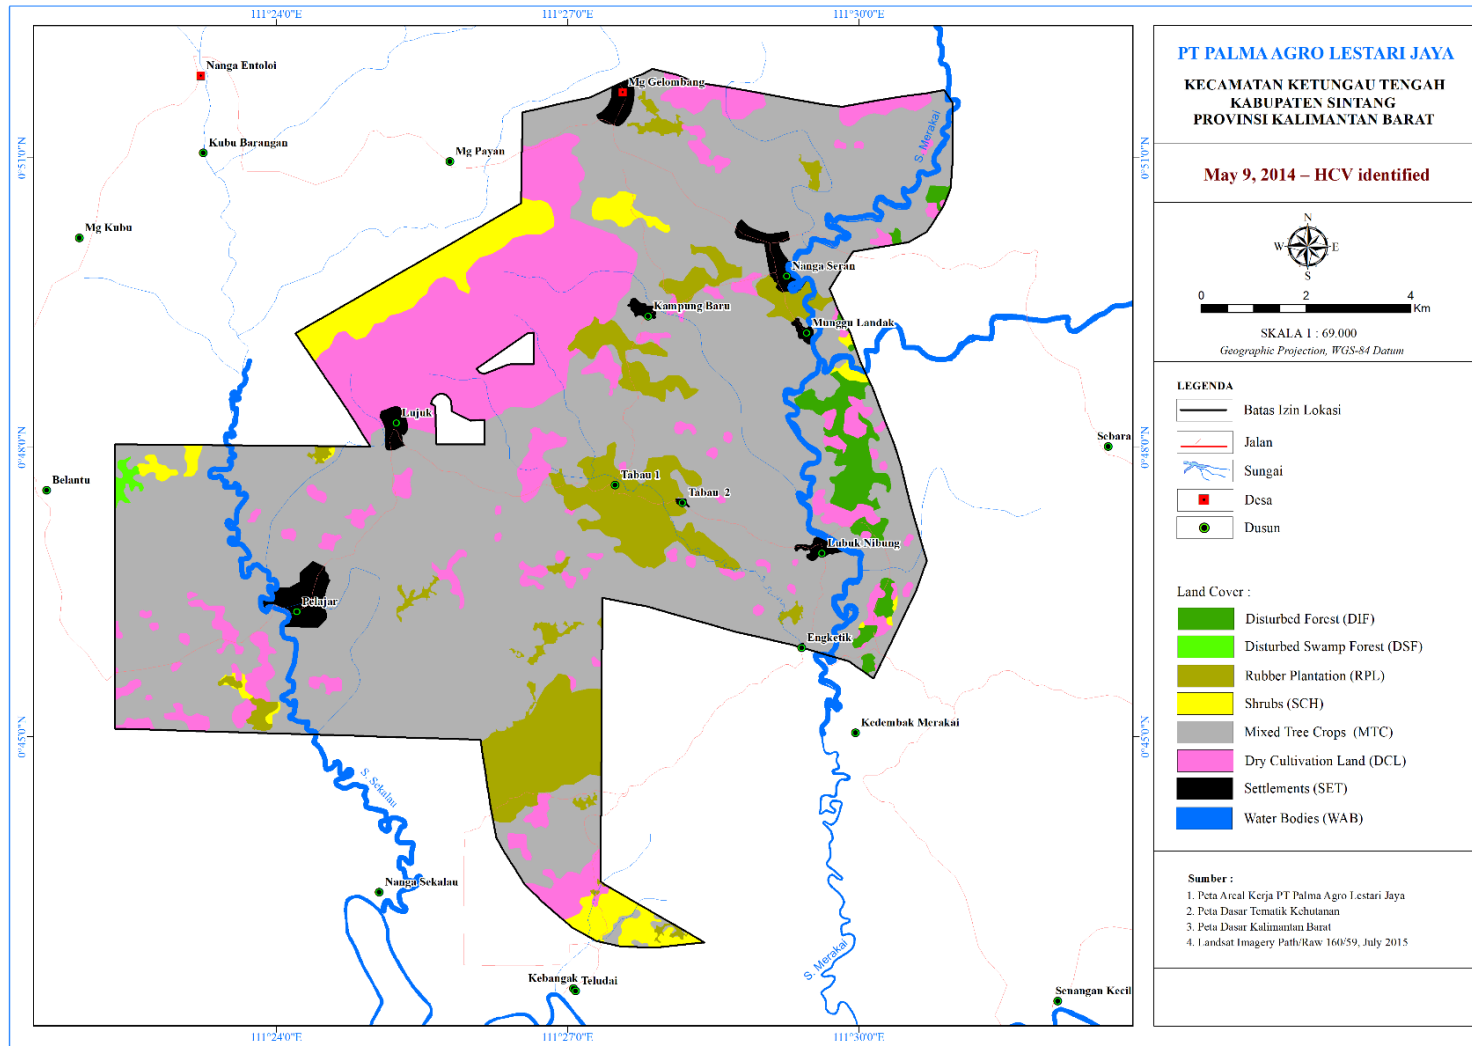 111°24'0"E
111°27'0"E
111°30'0"E
0°51'0"N
0°48'0"N
0°45'0"N
Nanga Entoloi
Mg Gelombang
Kubu Barangan
Mg Payan
S. Merakai
Mg Kubu
Nanga Seran
Kampung Baru
Munggu Landak
Lujuk
Sebara
Belantu
Tabau 1
Tabau 2
Lubuk Nibung
Pelajar
Engketik
Kedembak Merakai
S. Sekalau
Nanga Sekalau
S. Merakai
Kebangak
Teludai
Senangan Kecil
0°51'0"N
0°48'0"N
0°45'0"N
111°24'0"E
111°27'0"E
111°30'0"E
PT PALMA AGRO LESTARI JAYA
KECAMATAN KETUNGAU TENGAH
KABUPATEN SINTANG
PROVINSI KALIMANTAN BARAT
May 9, 2014 – HCV identified
N
W E
S
0 2 4
Km
SKALA 1 : 69.000
Geographic Projection, WGS-84 Datum
LEGENDA
Batas Izin Lokasi
Jalan
Sungai
Desa
Dusun
Land Cover :
Disturbed Forest (DIF)
Disturbed Swamp Forest (DSF)
Rubber Plantation (RPL)
Shrubs (SCH)
Mixed Tree Crops (MTC)
Dry Cultivation Land (DCL)
Settlements (SET)
Water Bodies (WAB)
Sumber :
1. Peta Areal Kerja PT Palma Agro Lestari Jaya
2. Peta Dasar Tematik Kehutanan
3. Peta Dasar Kalimantan Barat
4. Landsat Imagery Path/Raw 160/59, July 2015